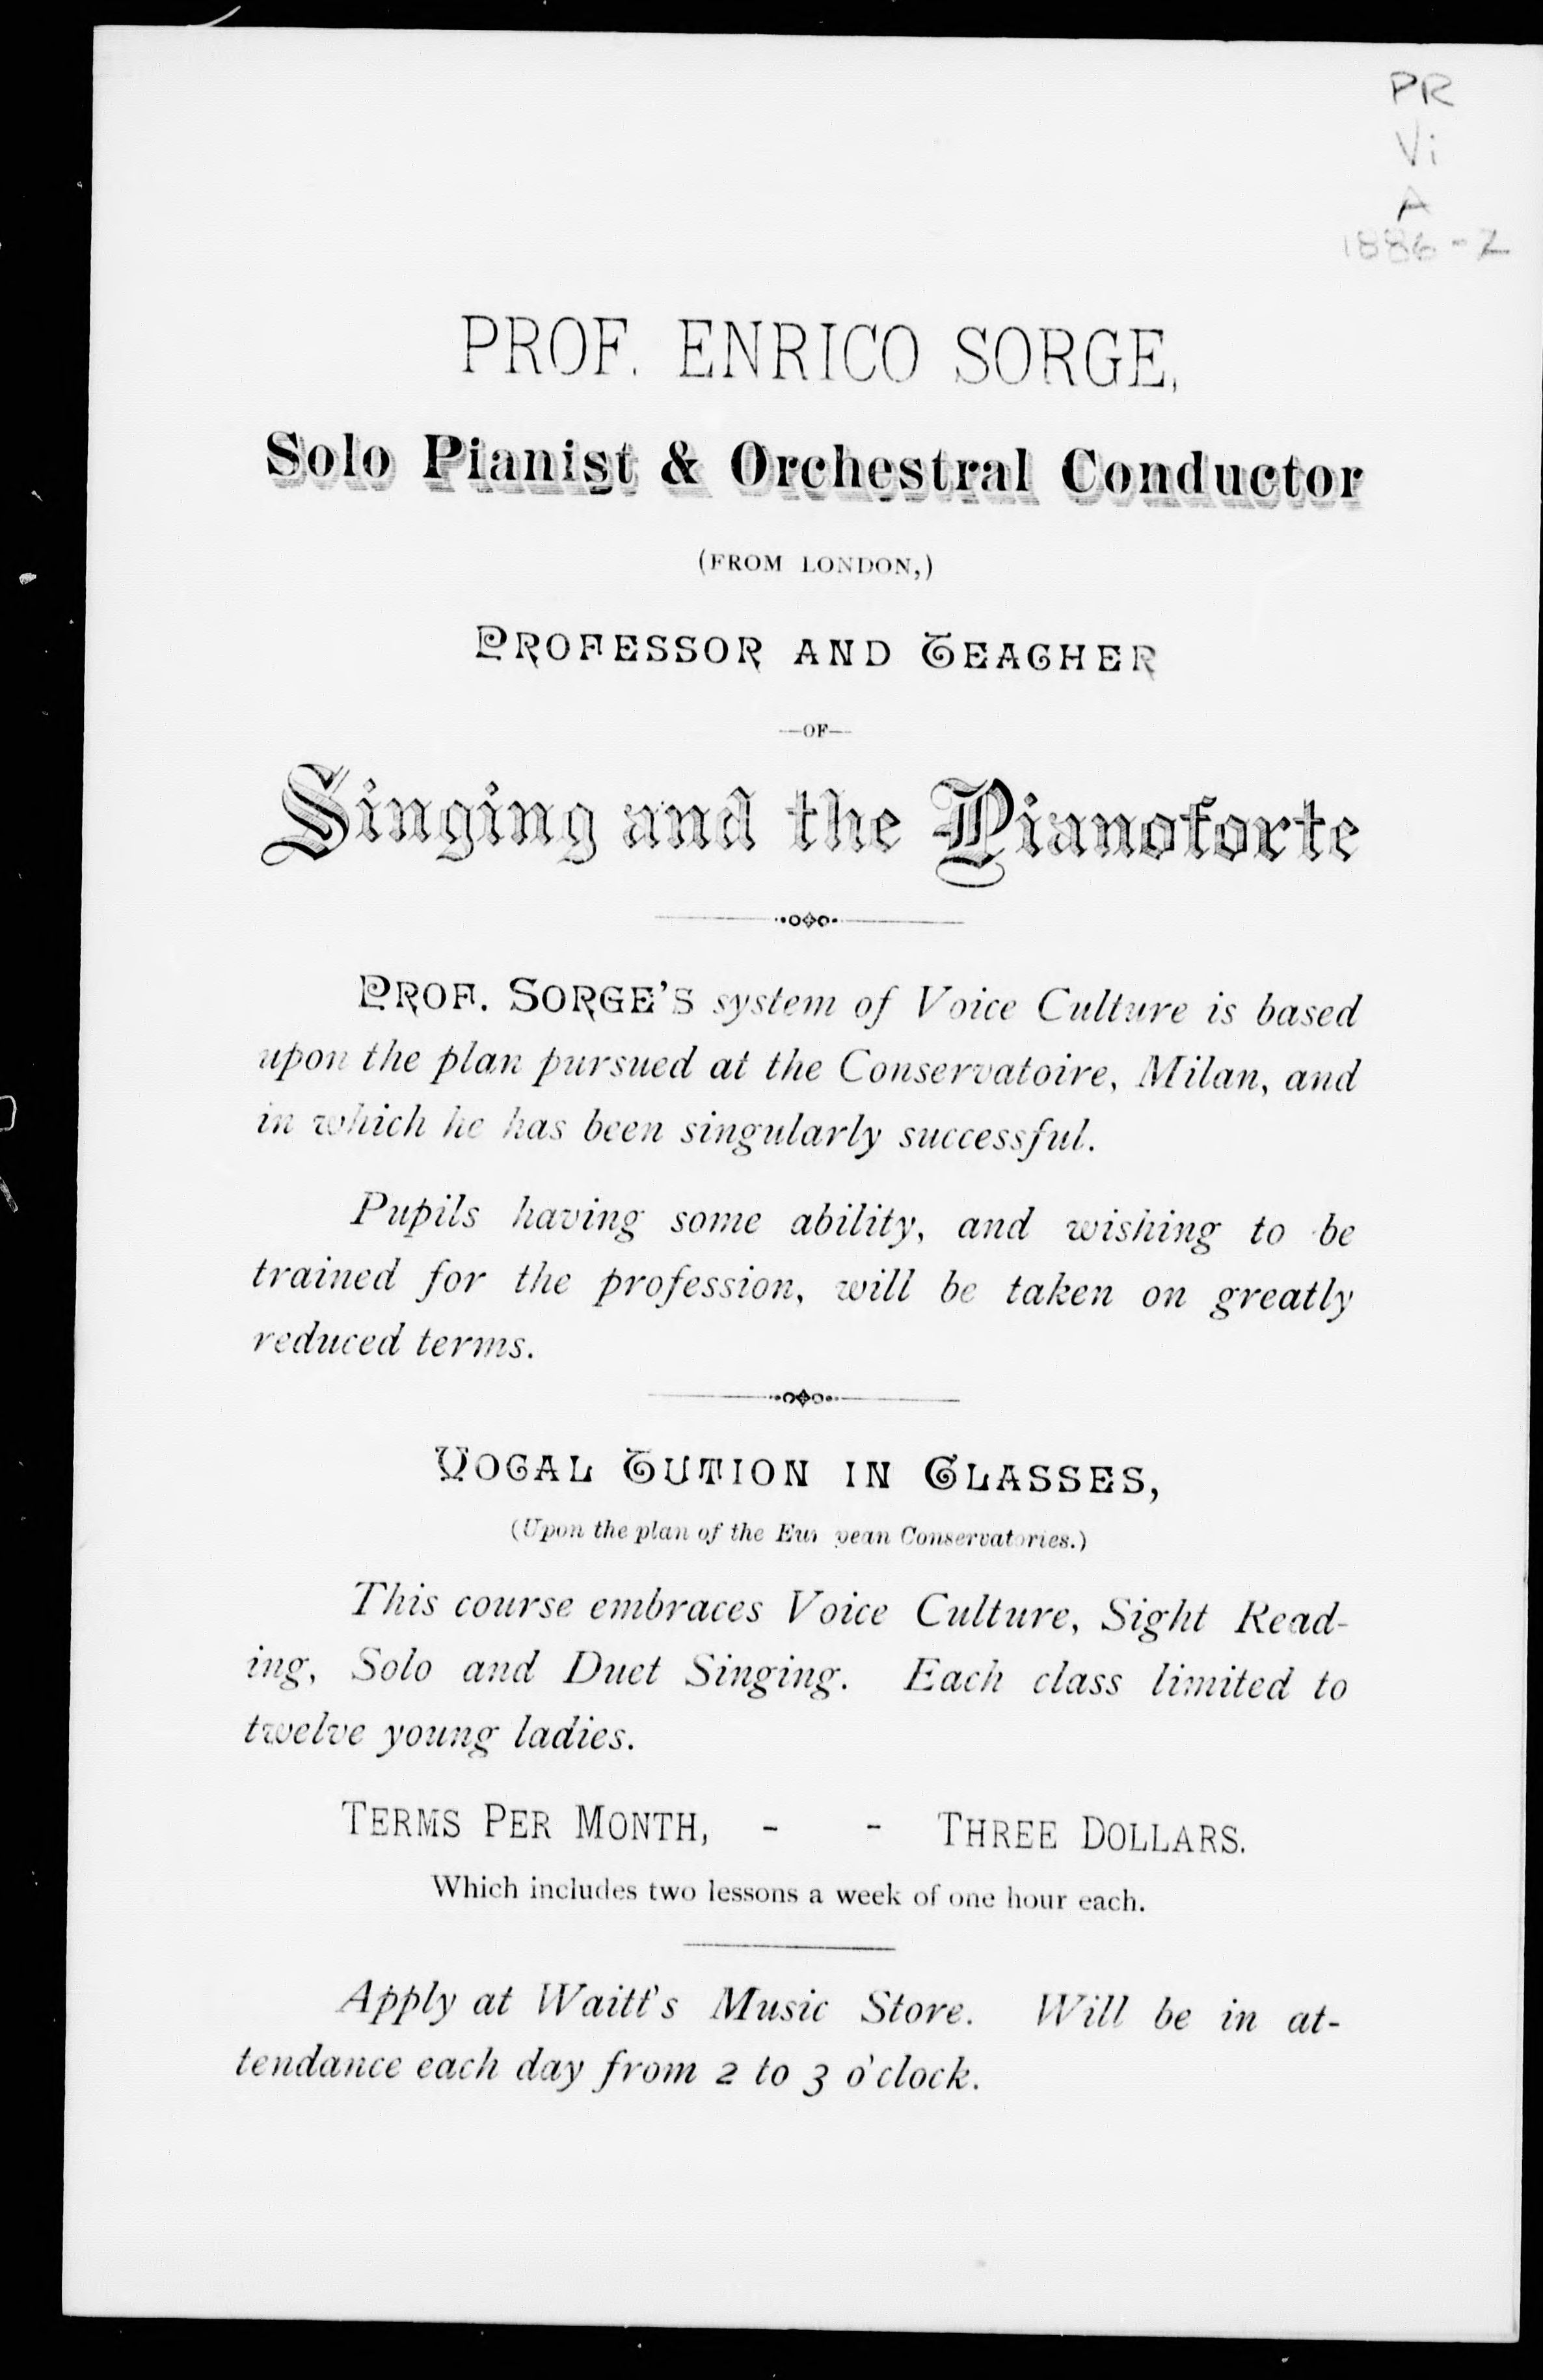 PR
Vi
A
1886-2
PROF. ENRICO SORGE,
Solo Pianist & Orchestral Conductor
(FROM LONDON,)
PROFESSOR AND TEACHER
—OF—
Singing and the Pianoforte
PROF. SORGE'S system of Voice Culture is based
upon the plan pursued at the Conservatoire, Milan, and
in which he has been singularly successful.
Pupils having some ability, and wishing to be
trained for the profession, will be taken on greatly
reduced terms.
VOCAL TUTION IN CLASSES,
(Upon the plan of the Eur pean Conservatories.)
This course embraces Voice Culture, Sight Read-
ing, Solo and Duet Singing. Each class limited to
twelve young ladies.
TERMS PER MONTH, - - THREE DOLLARS.
Which includes two lessons a week of one hour each.
Apply at Waitt's Music Store. Will be in at-
tendance each day from 2 to 3 o'clock.